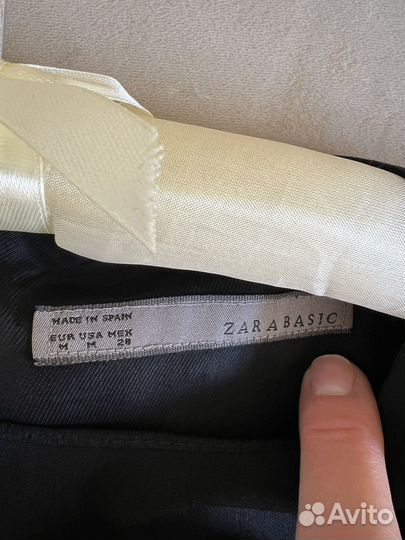 MADE IN SPAIN
EUR USA MEX
M M 28
ZARA BASIC
Avito